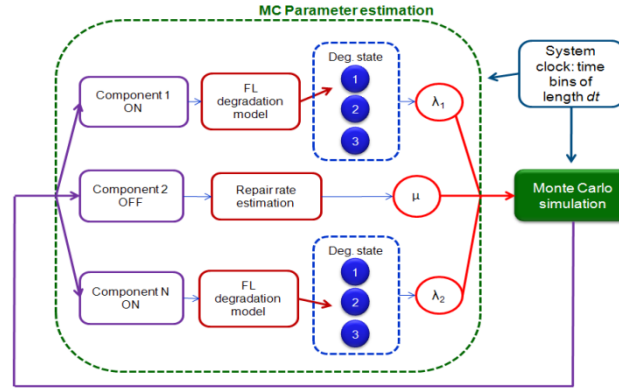 MC Parameter estimation
Component 1
ON
FL
degradation
model
Deg. state
1
2
3
λ1
System
clock: time
bins of
length dt
Component 2
OFF
Repair rate
estimation
μ
Monte Carlo
simulation
Component N
ON
FL
degradation
model
Deg. state
1
2
3
λ2